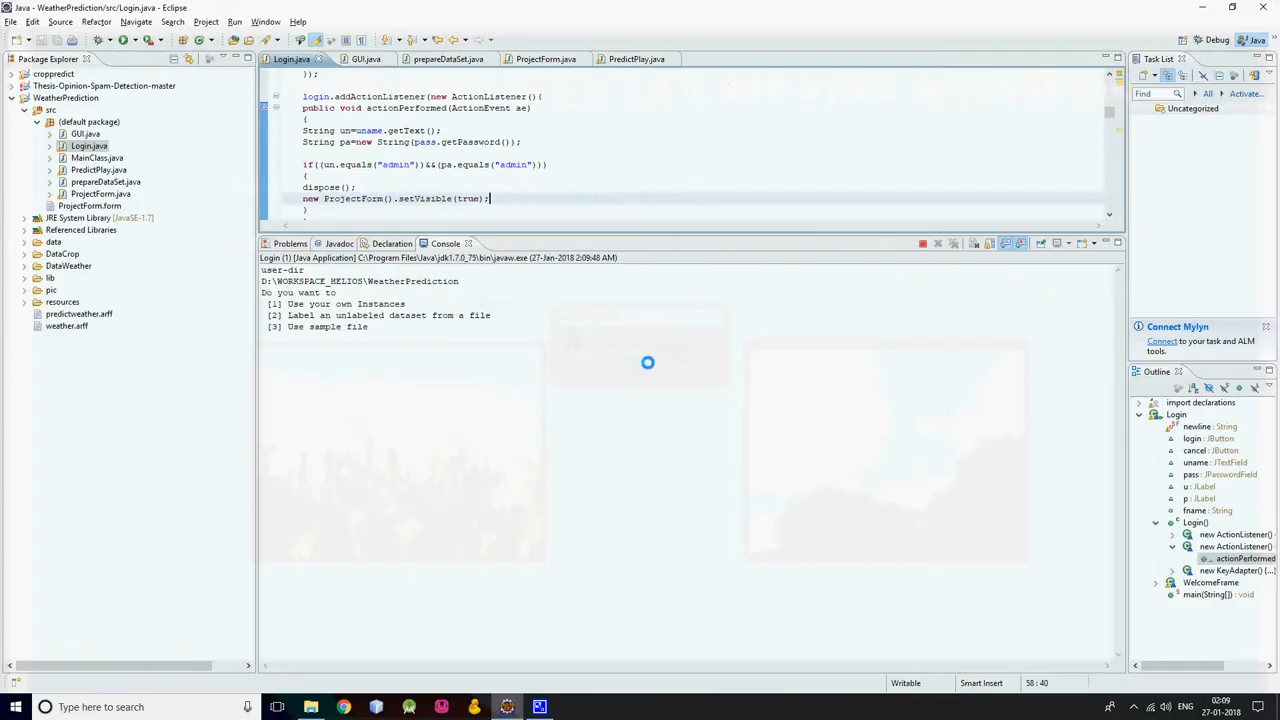 Java - WeatherPrediction/src/Login.java - Eclipse
File Edit Source Refactor Navigate Search Project Run Window Help
Debug Java
Package Explorer
croppredict
Thesis-Opinion-Spam-Detection-master
WeatherPrediction
src
(default package)
GUI.java
Login.java
MainClass.java
PredictPlay.java
prepareDataSet.java
ProjectForm.java
ProjectForm.form
JRE System Library [JavaSE-1.7]
Referenced Libraries
data
DataCrop
DataWeather
lib
pic
resources
predictweather.arff
weather.arff
Login.java GUI.java prepareDataSet.java ProjectForm.java PredictPlay.java
});
login.addActionListener(new ActionListener(){
public void actionPerformed(ActionEvent ae)
{
String un=uname.getText();
String pa=new String(pass.getPassword());
if((un.equals("admin"))&&(pa.equals("admin")))
{
dispose();
new ProjectForm().setVisible(true);
}
Problems Javadoc Declaration Console
Login (1) [Java Application] C:\Program Files\Java\jdk1.7.0_75\bin\javaw.exe (27-Jan-2018 2:09:48 AM)
user-dir
D:\WORKSPACE_HELIOS\WeatherPrediction
Do you want to
[1] Use your own Instances
[2] Label an unlabeled dataset from a file
[3] Use sample file
Task List
Find All Activate...
Uncategorized
Connect Mylyn
Connect to your task and ALM
tools.
Outline
import declarations
Login
newline : String
login : JButton
cancel : JButton
uname : JTextField
pass : JPasswordField
u : JLabel
p : JLabel
fname : String
Login()
new ActionListener()
new ActionListener()
actionPerformed
new KeyAdapter() {...}
WelcomeFrame
main(String[]) : void
Writable Smart Insert 58 : 40
Type here to search
02:09
27-01-2018